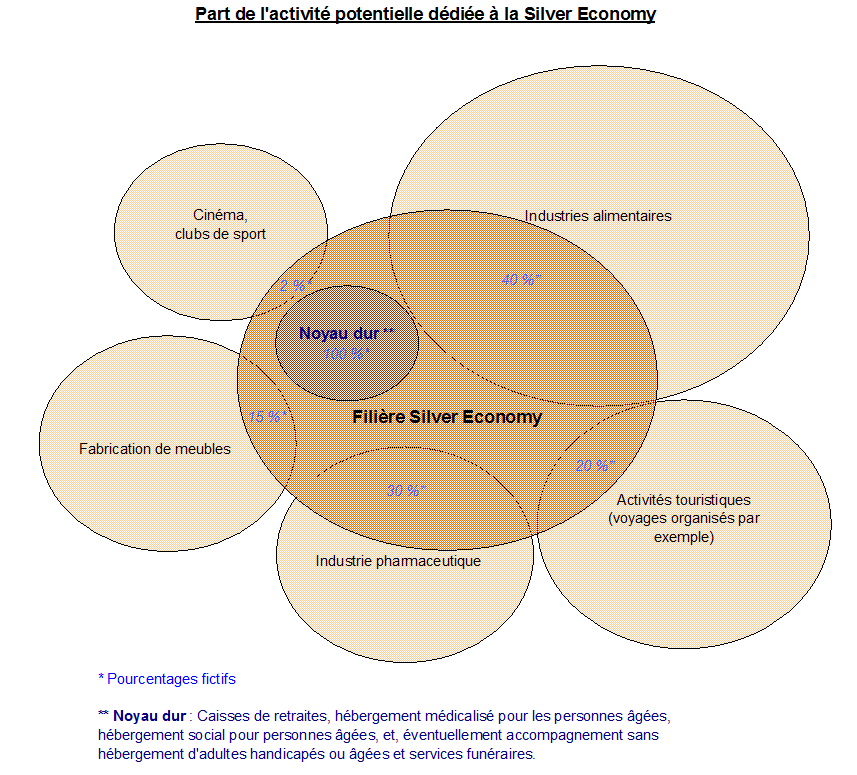 Part de l'activité potentielle dédiée à la Silver Economy
Cinéma,
clubs de sport
Industries alimentaires
2 %*
40 %*
Noyau dur **
100 %*
15 %*
Filière Silver Economy
Fabrication de meubles
20 %*
30 %*
Activités touristiques
(voyages organisés par
exemple)
Industrie pharmaceutique
* Pourcentages fictifs
** Noyau dur : Caisses de retraites, hébergement médicalisé pour les personnes âgées,
hébergement social pour personnes âgées, et, éventuellement accompagnement sans
hébergement d'adultes handicapés ou âgées et services funéraires.